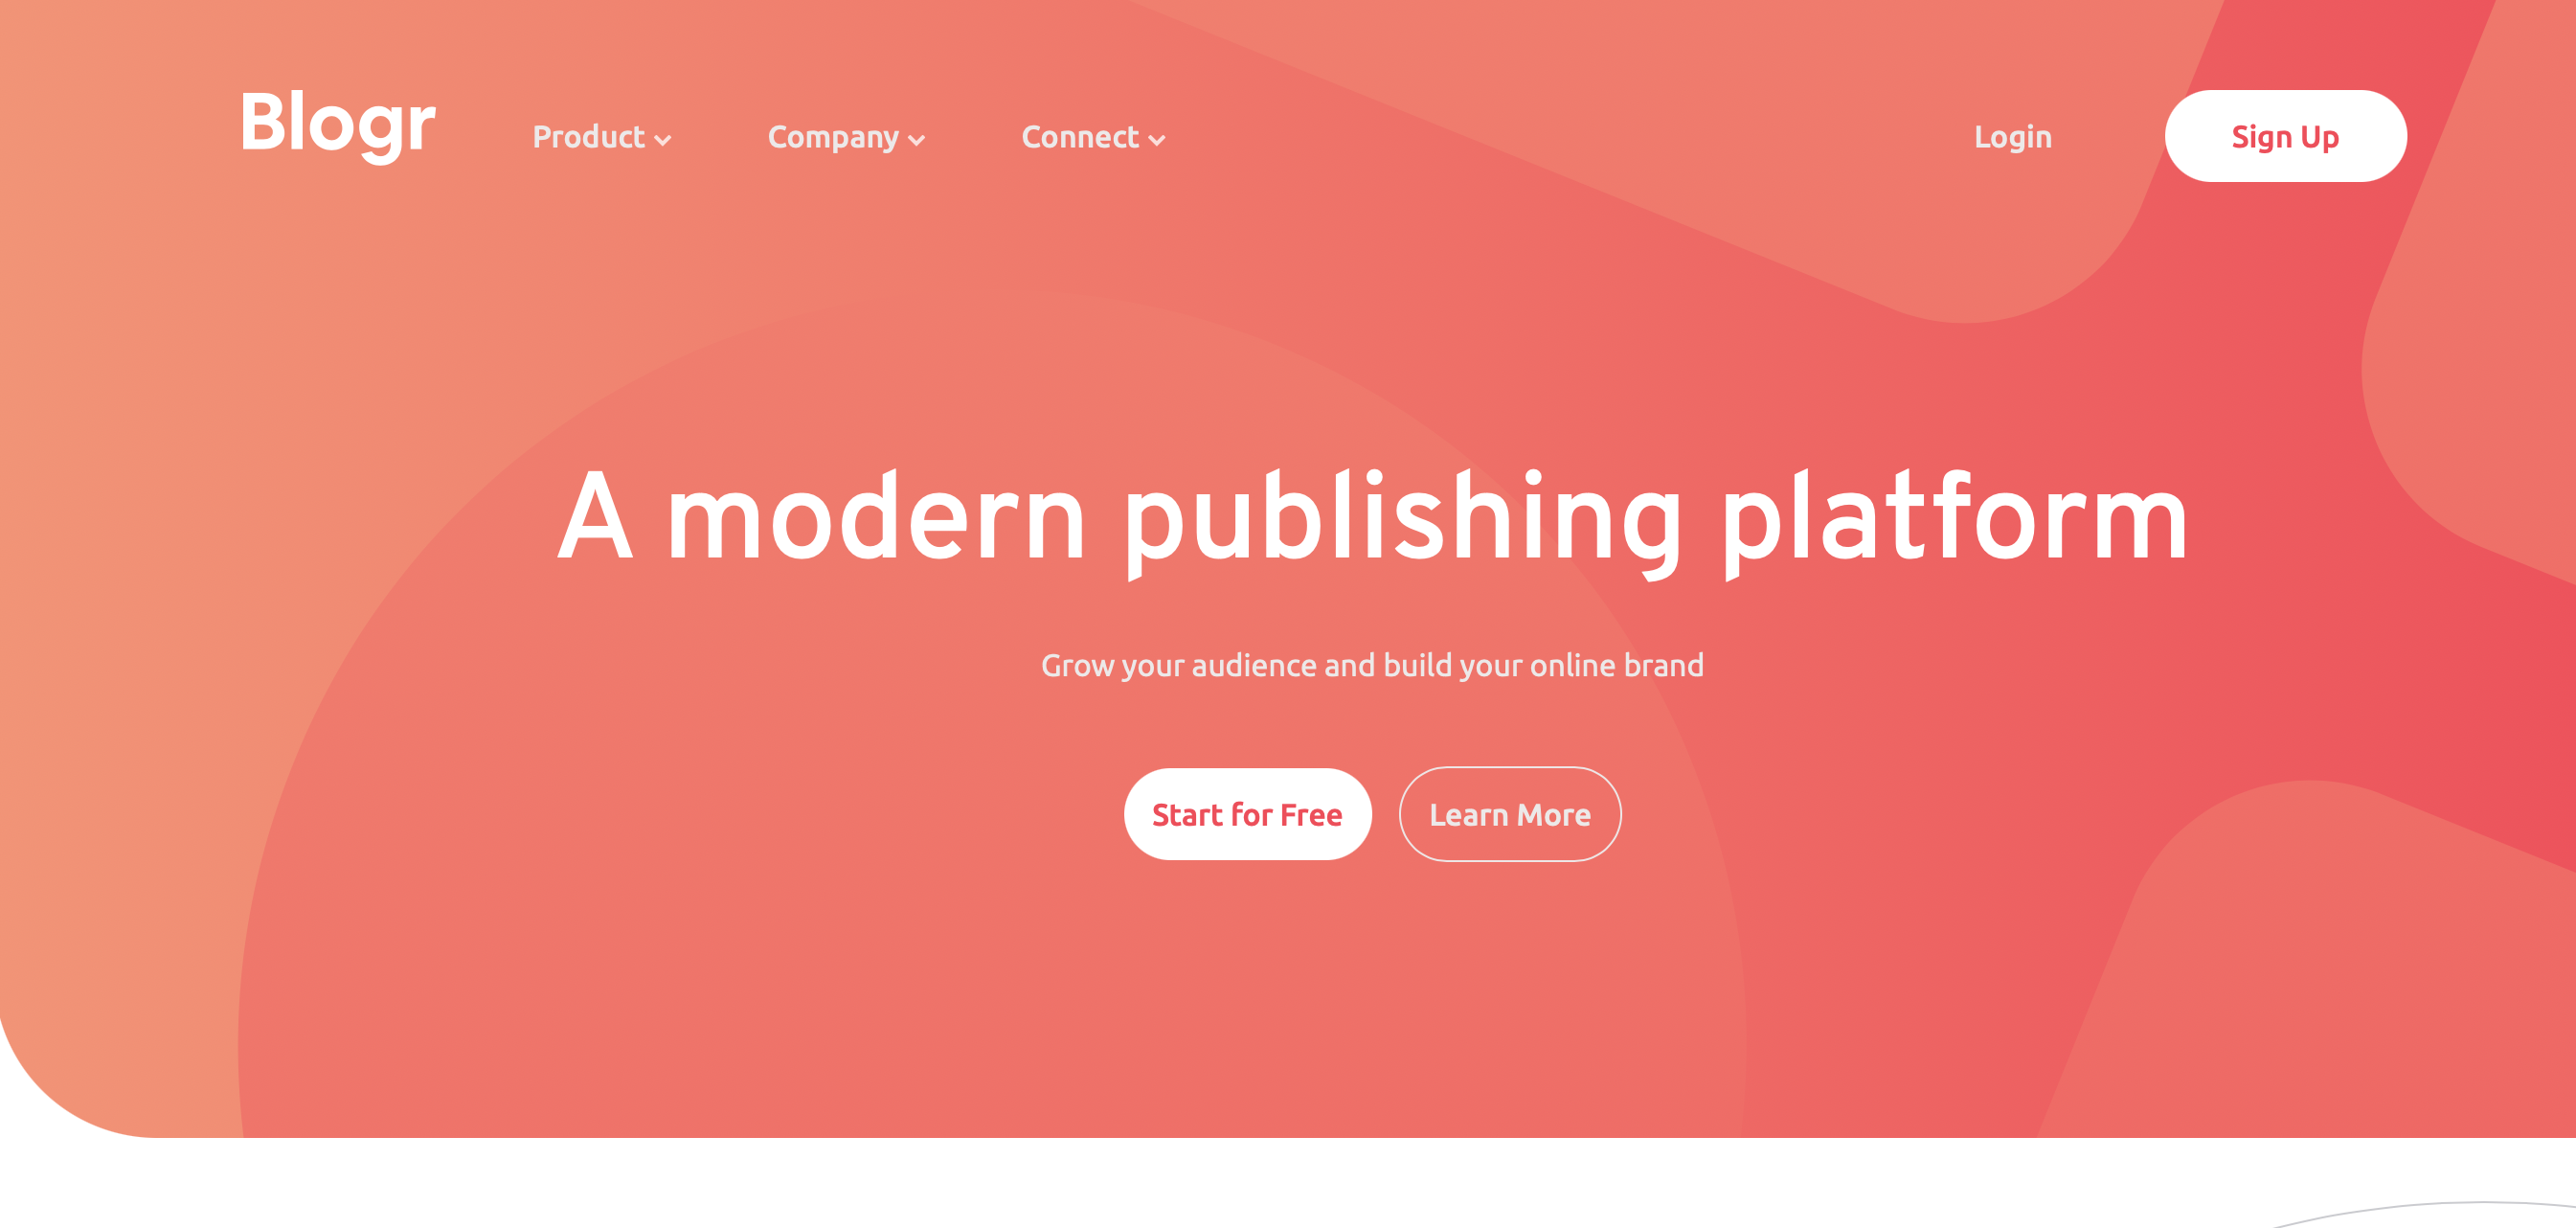 Blogr Product Company Connect Login Sign Up
A modern publishing platform
Grow your audience and build your online brand
Start for Free Learn More